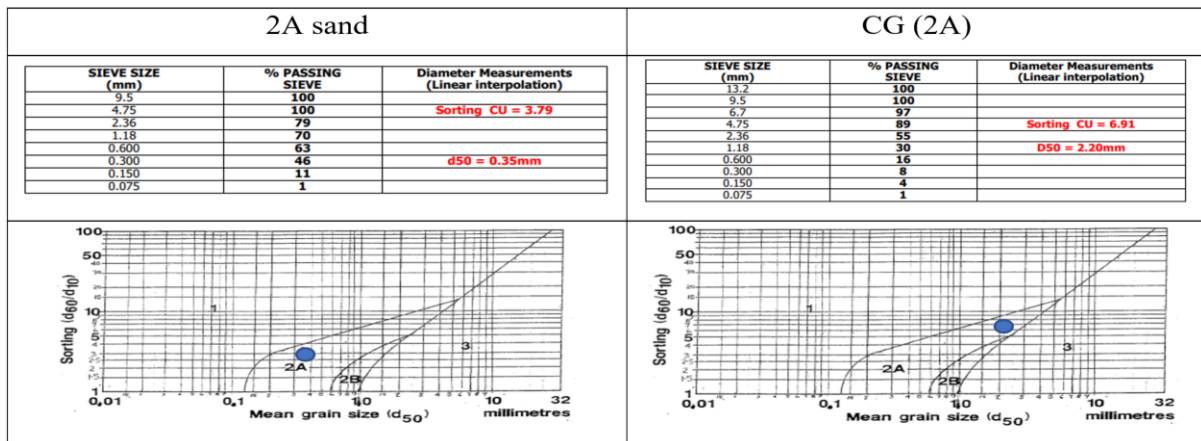 2A sand
CG (2A)
SIEVE SIZE (mm) % PASSING SIEVE Diameter Measurements (Linear interpolation)
9.5 100
4.75 100 Sorting CU = 3.79
2.36 79
1.18 70
0.600 63
0.300 46 d50 = 0.35mm
0.150 11
0.075 1
SIEVE SIZE (mm) % PASSING SIEVE Diameter Measurements (Linear interpolation)
13.2 100
9.5 100
6.7 97
4.75 89 Sorting CU = 6.91
2.36 55
1.18 30 D50 = 2.20mm
0.600 16
0.300 8
0.150 4
0.075 1
Sorting (d60/d10)
100
50
10
5
1
1
2A
2B
3
0.01 0.1 1.0 10 32
Mean grain size (d50) millimetres
Sorting (d60/d10)
100
50
10
5
1
1
2A
2B
3
0.01 0.1 1.0 10 32
Mean grain size (d50) millimetres